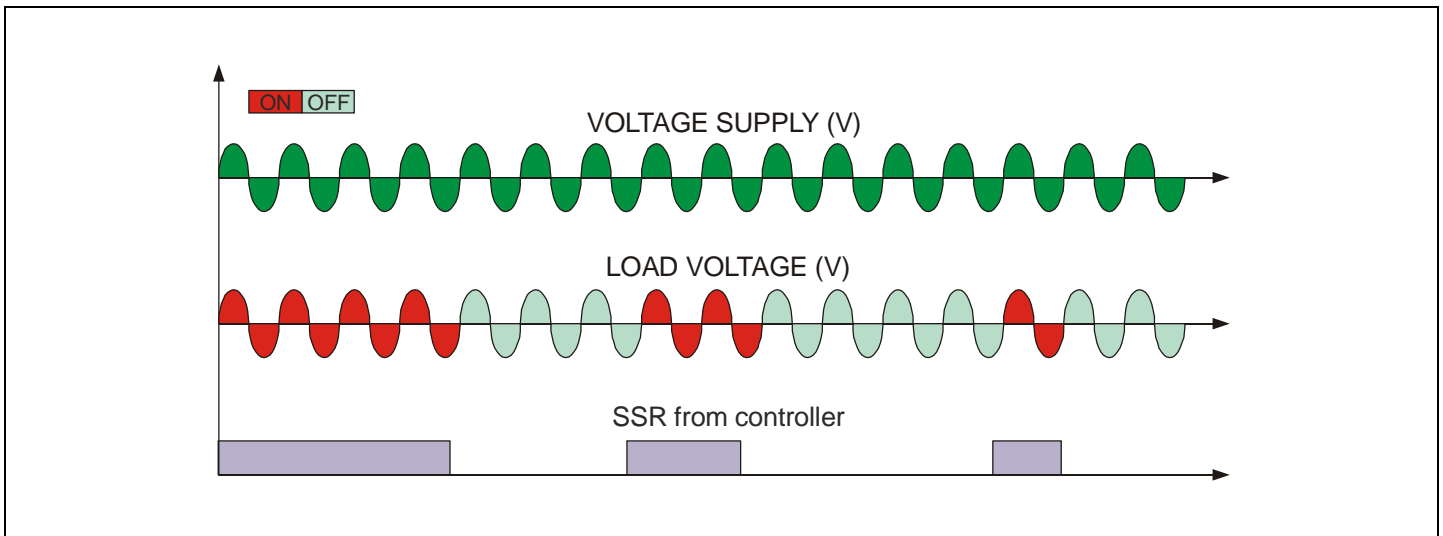 ON OFF
VOLTAGE SUPPLY (V)
LOAD VOLTAGE (V)
SSR from controller